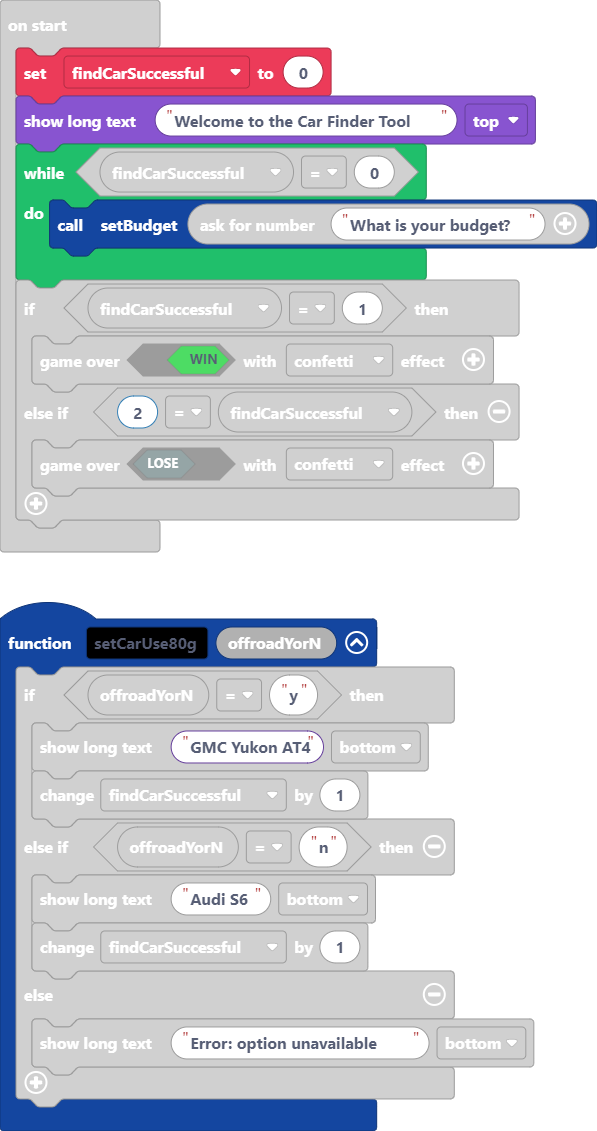 on start
set findCarSuccessful to 0
show long text "Welcome to the Car Finder Tool" top
while findCarSuccessful = 0
do call setBudget ask for number "What is your budget?"
if findCarSuccessful = 1 then
game over WIN with confetti effect
else if 2 = findCarSuccessful then
game over LOSE with confetti effect
function setCarUse80g offroadYorN
if offroadYorN = "y" then
show long text "GMC Yukon AT4" bottom
change findCarSuccessful by 1
else if offroadYorN = "n" then
show long text "Audi S6" bottom
change findCarSuccessful by 1
else
show long text "Error: option unavailable" bottom